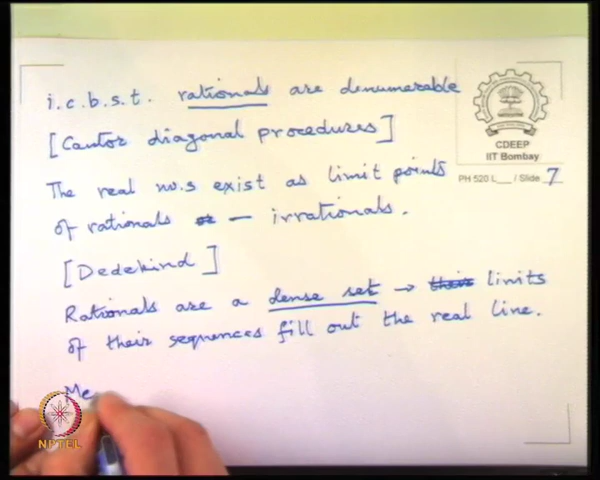 i.c.b.s.t. rationals are denumerable
[Cantor diagonal procedures]
CDEEP
IIT Bombay
PH 520 L___ / Slide 7
The real no.s exist as limit points
of rationals — irrationals.
[Dedekind]
Rationals are a dense set → limits
of their sequences fill out the real line.
Me
NPTEL